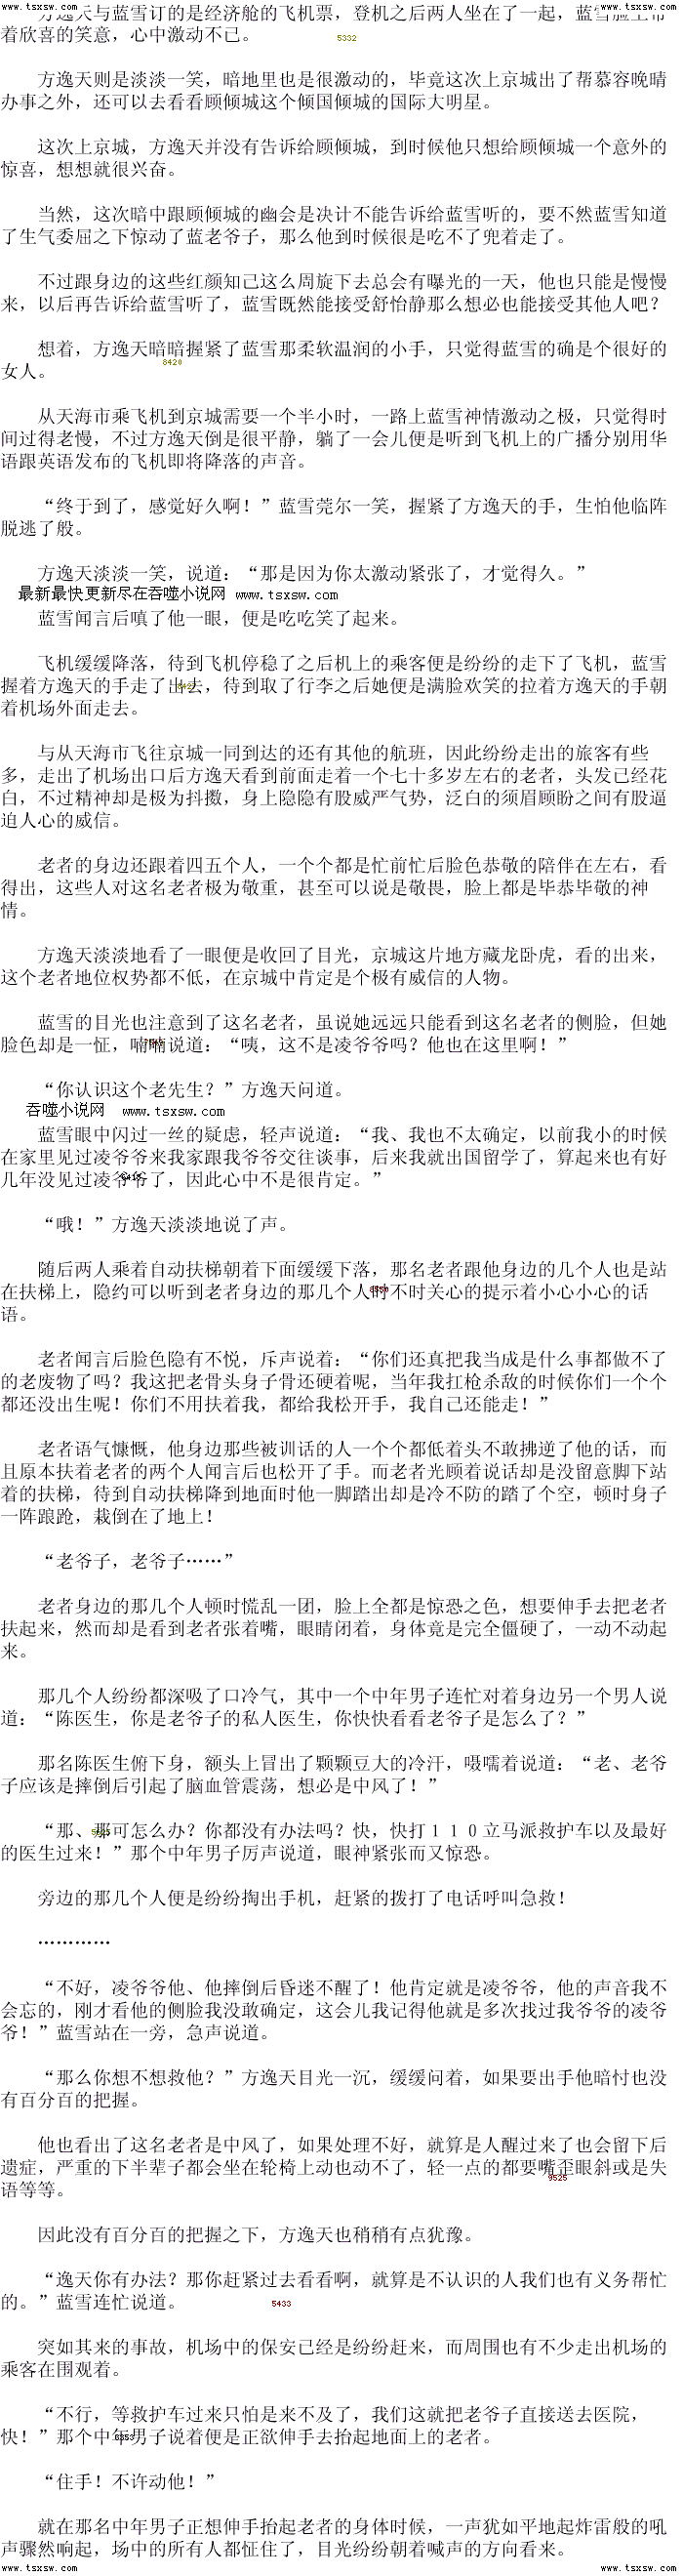 www.tsxsw.com www.tsxsw.com
方逸天与蓝雪订的是经济舱的飞机票，登机之后两人坐在了一起，蓝雪脸上带
着欣喜的笑意，心中激动不已。
5332
方逸天则是淡淡一笑，暗地里也是很激动的，毕竟这次上京城出了帮慕容晚晴
办事之外，还可以去看看顾倾城这个倾国倾城的国际大明星。
这次上京城，方逸天并没有告诉给顾倾城，到时候他只想给顾倾城一个意外的
惊喜，想想就很兴奋。
当然，这次暗中跟顾倾城的幽会是决计不能告诉给蓝雪听的，要不然蓝雪知道
了生气委屈之下惊动了蓝老爷子，那么他到时候很是吃不了兜着走了。
不过跟身边的这些红颜知己这么周旋下去总会有曝光的一天，他也只能是慢慢
来，以后再告诉给蓝雪听了，蓝雪既然能接受舒怡静那么想必也能接受其他人吧？
想着，方逸天暗暗握紧了蓝雪那柔软温润的小手，只觉得蓝雪的确是个很好的
8420
女人。
从天海市乘飞机到京城需要一个半小时，一路上蓝雪神情激动之极，只觉得时
间过得老慢，不过方逸天倒是很平静，躺了一会儿便是听到飞机上的广播分别用华
语跟英语发布的飞机即将降落的声音。
“终于到了，感觉好久啊！”蓝雪莞尔一笑，握紧了方逸天的手，生怕他临阵
脱逃了般。
方逸天淡淡一笑，说道：“那是因为你太激动紧张了，才觉得久。”
最新最快更新尽在吞噬小说网 www.tsxsw.com
蓝雪闻言后嗔了他一眼，便是吃吃笑了起来。
飞机缓缓降落，待到飞机停稳了之后机上的乘客便是纷纷的走下了飞机，蓝雪
握着方逸天的手走了出去，待到取了行李之后她便是满脸欢笑的拉着方逸天的手朝
着机场外面走去。
与从天海市飞往京城一同到达的还有其他的航班，因此纷纷走出的旅客有些
多，走出了机场出口后方逸天看到前面走着一个七十多岁左右的老者，头发已经花
白，不过精神却是极为抖擞，身上隐隐有股威严气势，泛白的须眉顾盼之间有股逼
迫人心的威信。
老者的身边还跟着四五个人，一个个都是忙前忙后脸色恭敬的陪伴在左右，看
得出，这些人对这名老者极为敬重，甚至可以说是敬畏，脸上都是毕恭毕敬的神
情。
方逸天淡淡地看了一眼便是收回了目光，京城这片地方藏龙卧虎，看的出来，
这个老者地位权势都不低，在京城中肯定是个极有威信的人物。
蓝雪的目光也注意到了这名老者，虽说她远远只能看到这名老者的侧脸，但她
脸色却是一怔，喃喃说道：“咦，这不是凌爷爷吗？他也在这里啊！”
“你认识这个老先生？”方逸天问道。
吞噬小说网 www.tsxsw.com
蓝雪眼中闪过一丝的疑虑，轻声说道：“我、我也不太确定，以前我小的时候
在家里见过凌爷爷来我家跟我爷爷交往谈事，后来我就出国留学了，算起来也有好
几年没见过凌爷爷了，因此心中不是很肯定。”
“哦！”方逸天淡淡地说了声。
随后两人乘着自动扶梯朝着下面缓缓下落，那名老者跟他身边的几个人也是站
在扶梯上，隐约可以听到老者身边的那几个人时不时关心的提示着小心小心的话
语。
老者闻言后脸色隐有不悦，斥声说着：“你们还真把我当成是什么事都做不了
的老废物了吗？我这把老骨头身子骨还硬着呢，当年我扛枪杀敌的时候你们一个个
都还没出生呢！你们不用扶着我，都给我松开手，我自己还能走！”
老者语气慷慨，他身边那些被训话的人一个个都低着头不敢拂逆了他的话，而
且原本扶着老者的两个人闻言后也松开了手。而老者光顾着说话却是没留意脚下站
着的扶梯，待到自动扶梯降到地面时他一脚踏出却是冷不防的踏了个空，顿时身子
一阵踉跄，栽倒在了地上！
“老爷子，老爷子……”
老者身边的那几个人顿时慌乱一团，脸上全都是惊恐之色，想要伸手去把老者
扶起来，然而却是看到老者张着嘴，眼睛闭着，身体竟是完全僵硬了，一动不动起
来。
那几个人纷纷都深吸了口冷气，其中一个中年男子连忙对着身边另一个男人说
道：“陈医生，你是老爷子的私人医生，你快快看看老爷子是怎么了？”
那名陈医生俯下身，额头上冒出了颗颗豆大的冷汗，嗫嚅着说道：“老、老爷
子应该是摔倒后引起了脑血管震荡，想必是中风了！”
“那、那可怎么办？你都没有办法吗？快，快打１１０立马派救护车以及最好
的医生过来！”那个中年男子厉声说道，眼神紧张而又惊恐。
旁边的那几个人便是纷纷掏出手机，赶紧的拨打了电话呼叫急救！
…………
“不好，凌爷爷他、他摔倒后昏迷不醒了！他肯定就是凌爷爷，他的声音我不
会忘的，刚才看他的侧脸我没敢确定，这会儿我记得他就是多次找过我爷爷的凌爷
爷！”蓝雪站在一旁，急声说道。
“那么你想不想救他？”方逸天目光一沉，缓缓问着，如果要出手他暗忖也没
有百分百的把握。
他也看出了这名老者是中风了，如果处理不好，就算是人醒过来了也会留下后
遗症，严重的下半辈子都会坐在轮椅上动也动不了，轻一点的都要嘴歪眼斜或是失
9525
语等等。
因此没有百分百的把握之下，方逸天也稍稍有点犹豫。
“逸天你有办法？那你赶紧过去看看啊，就算是不认识的人我们也有义务帮忙
的。”蓝雪连忙说道。
5433
突如其来的事故，机场中的保安已经是纷纷赶来，而周围也有不少走出机场的
乘客在围观着。
“不行，等救护车过来只怕是来不及了，我们这就把老爷子直接送去医院，
快！”那个中年男子说着便是正欲伸手去抬起地面上的老者。
“住手！不许动他！”
就在那名中年男子正想伸手抬起老者的身体时候，一声犹如平地起炸雷般的吼
声骤然响起，场中的所有人都怔住了，目光纷纷朝着喊声的方向看来。
www.tsxsw.com www.tsxsw.com